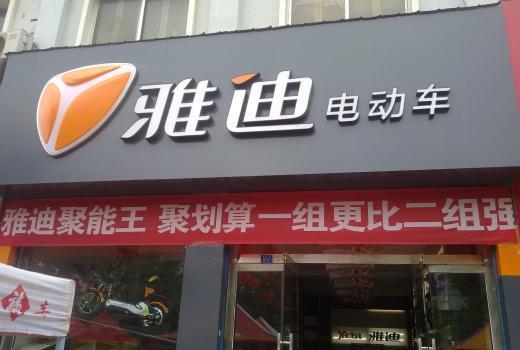 雅迪 电动车
雅迪聚能王 聚划算一组更比二组强
车
雅迪